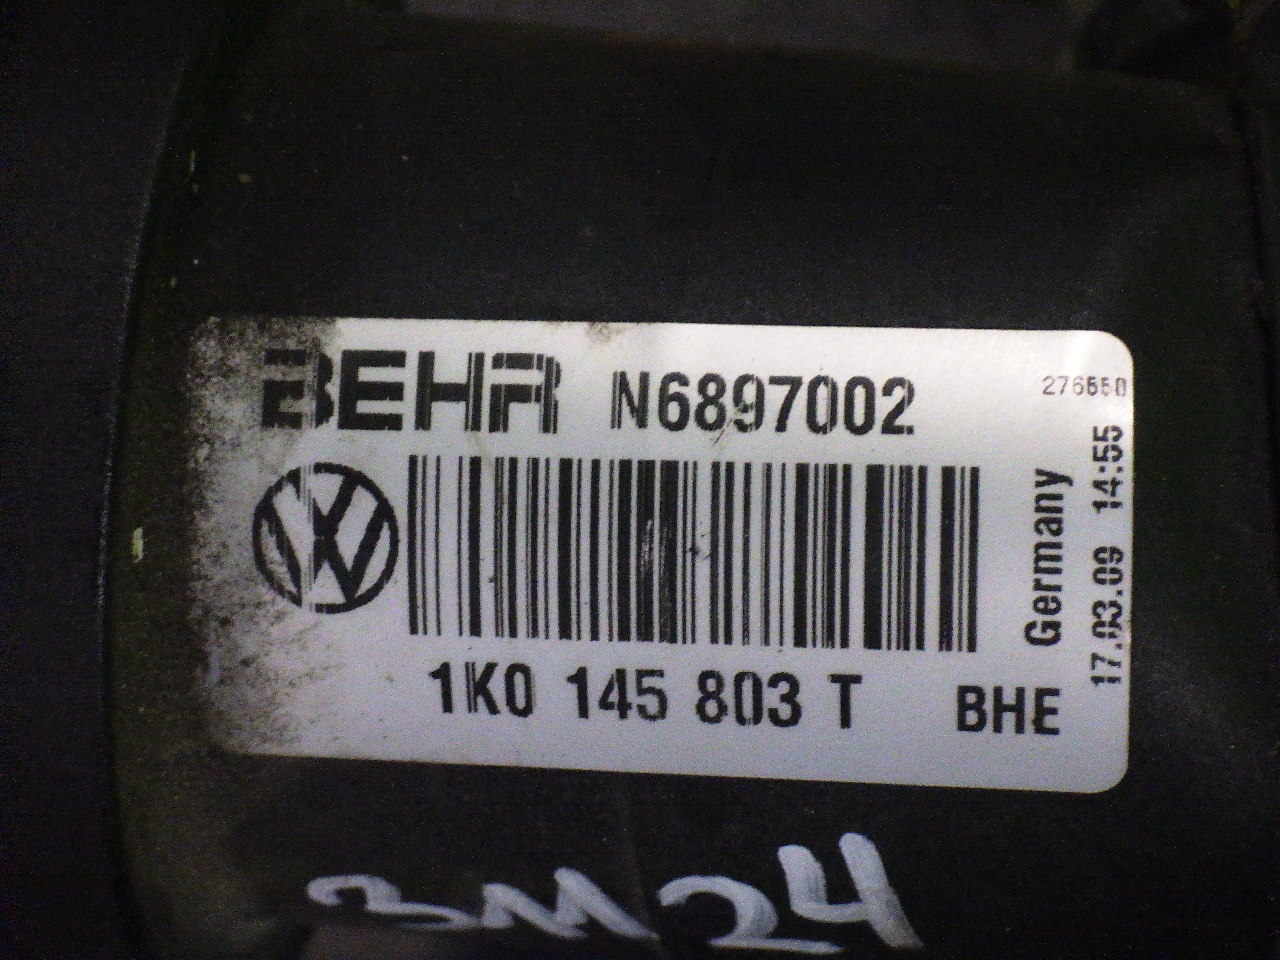 BEHR N6897002
276550
1K0 145 803 T BHE
Germany
17.03.09 14:55
3M24